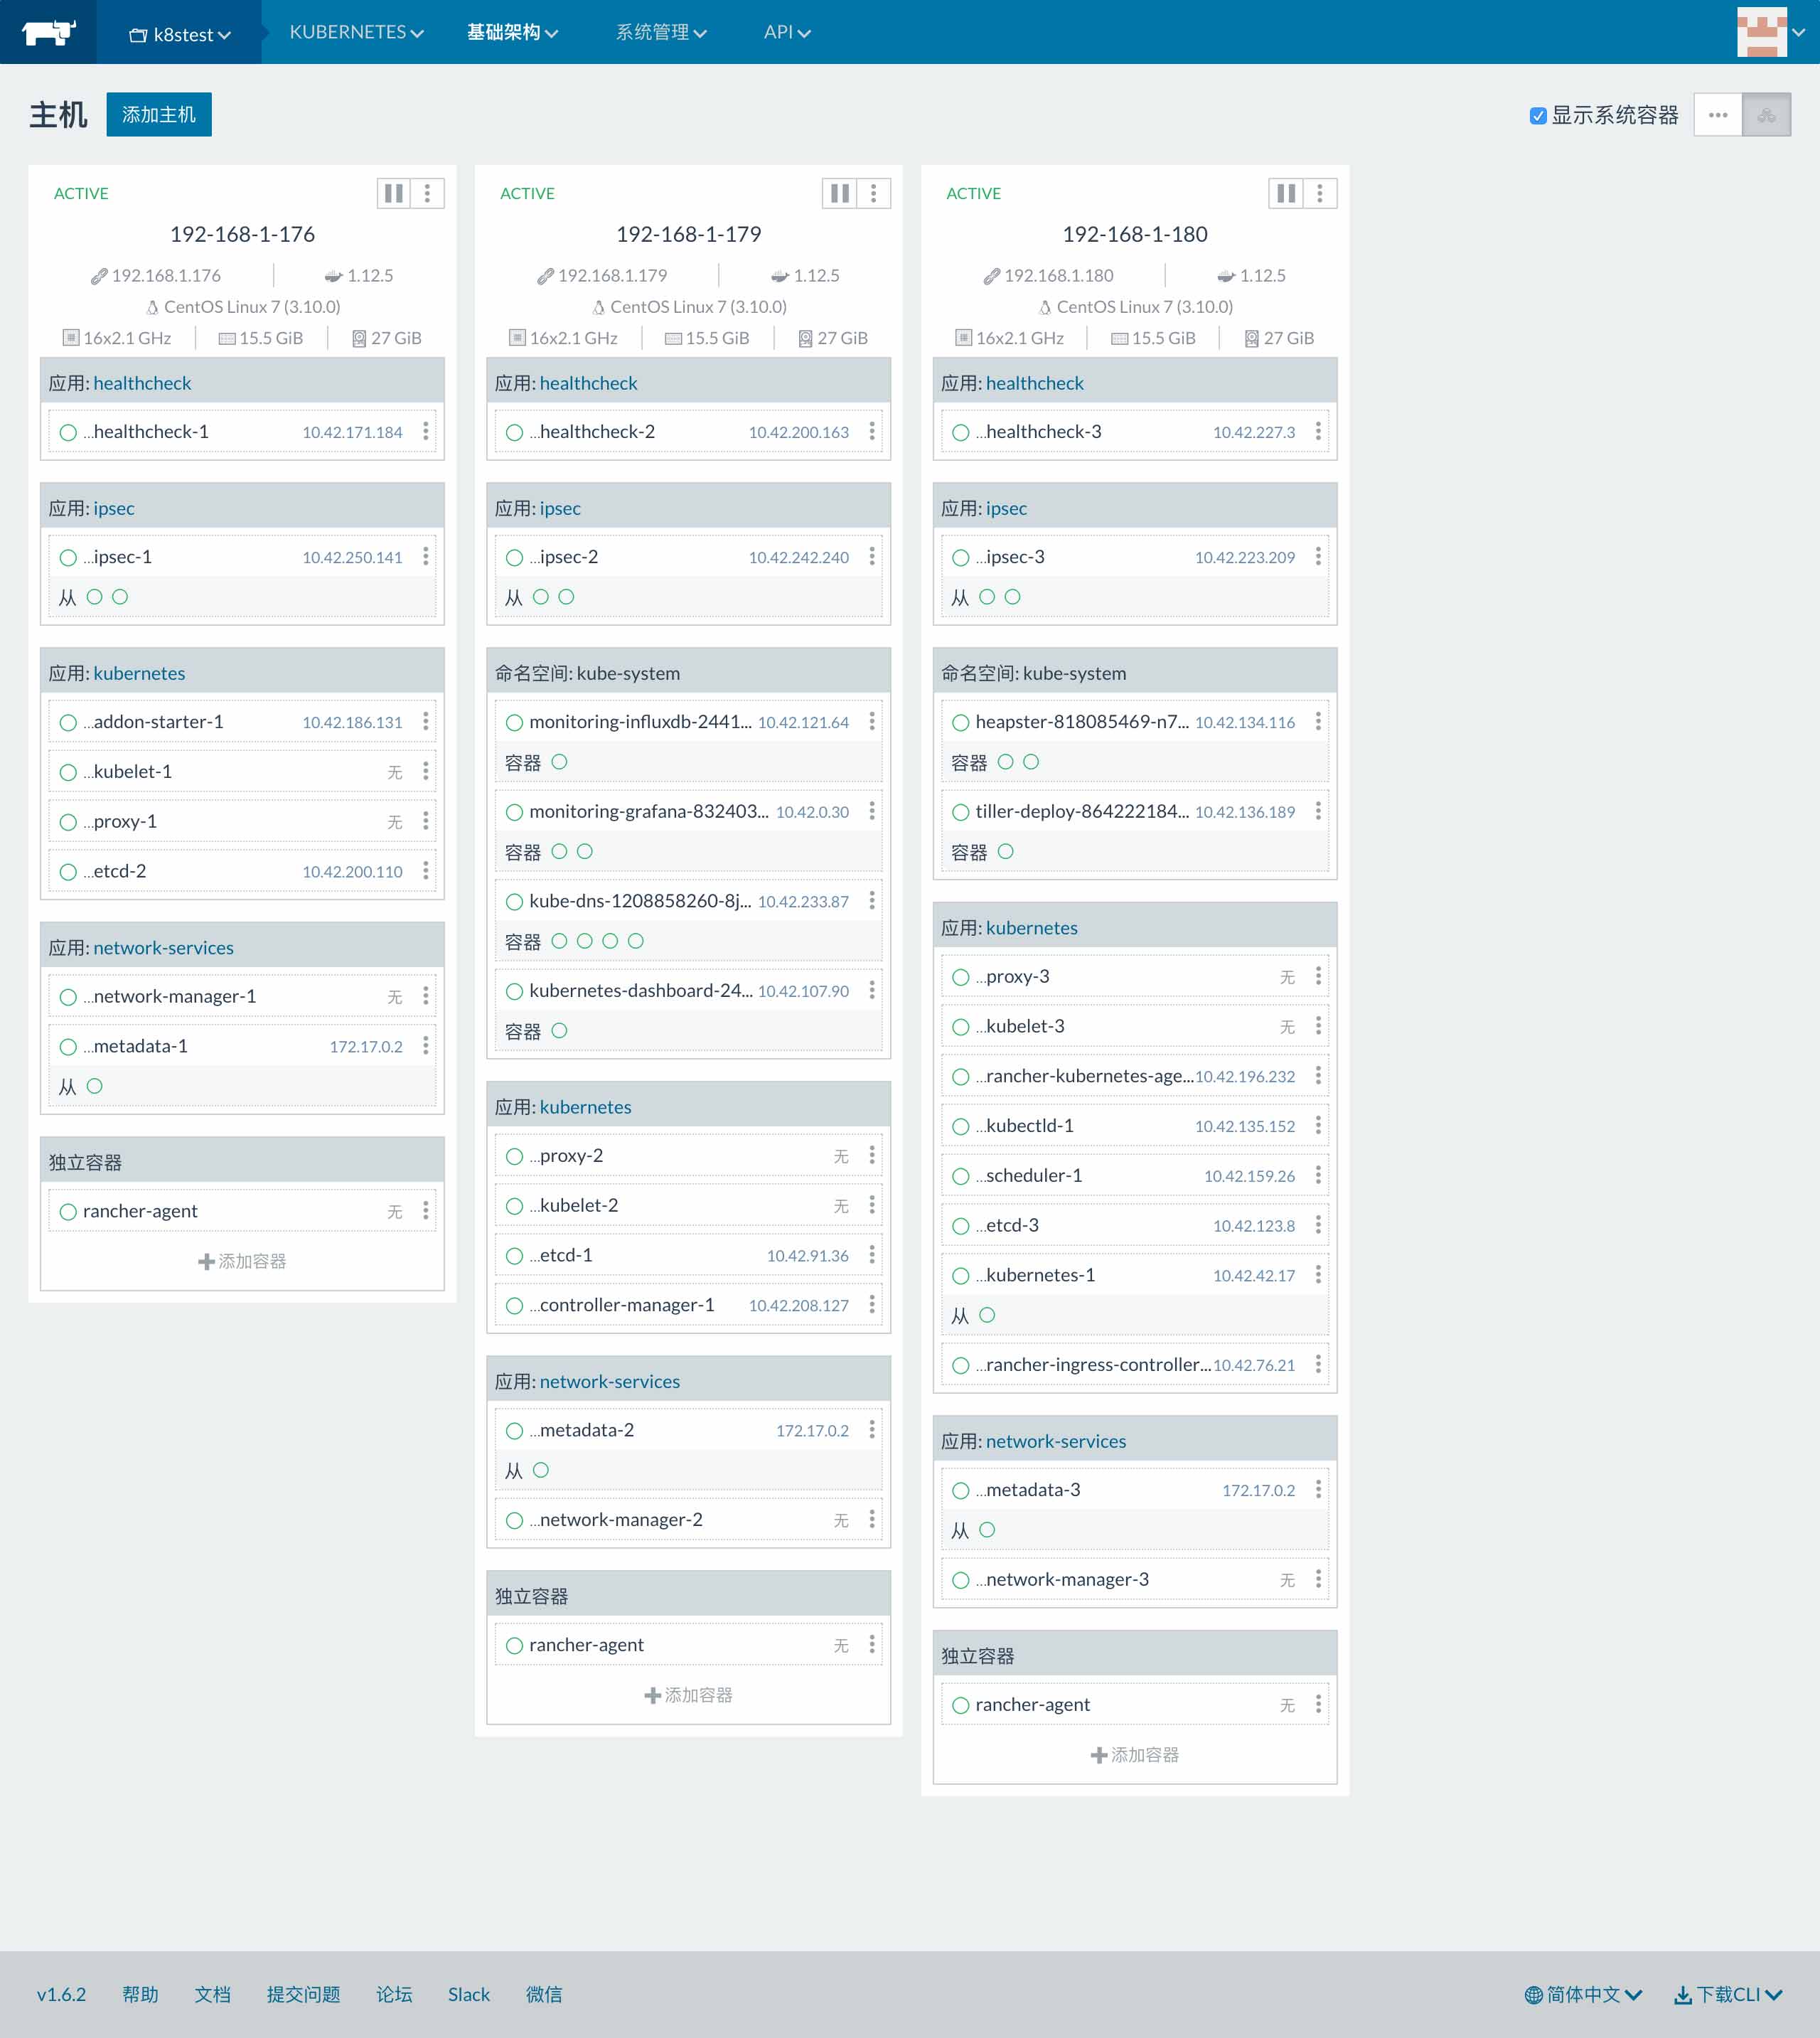 k8stest
KUBERNETES
基础架构
系统管理
API
主机
添加主机
显示系统容器
ACTIVE
192-168-1-176
192.168.1.176
1.12.5
CentOS Linux 7 (3.10.0)
16x2.1 GHz
15.5 GiB
27 GiB
应用: healthcheck
...healthcheck-1 10.42.171.184
应用: ipsec
...ipsec-1 10.42.250.141
从
应用: kubernetes
...addon-starter-1 10.42.186.131
...kubelet-1 无
...proxy-1 无
...etcd-2 10.42.200.110
应用: network-services
...network-manager-1 无
...metadata-1 172.17.0.2
从
独立容器
rancher-agent 无
添加容器
ACTIVE
192-168-1-179
192.168.1.179
1.12.5
CentOS Linux 7 (3.10.0)
16x2.1 GHz
15.5 GiB
27 GiB
应用: healthcheck
...healthcheck-2 10.42.200.163
应用: ipsec
...ipsec-2 10.42.242.240
从
命名空间: kube-system
monitoring-influxdb-2441... 10.42.121.64
容器
monitoring-grafana-832403... 10.42.0.30
容器
kube-dns-1208858260-8j... 10.42.233.87
容器
kubernetes-dashboard-24... 10.42.107.90
容器
应用: kubernetes
...proxy-2 无
...kubelet-2 无
...etcd-1 10.42.91.36
...controller-manager-1 10.42.208.127
应用: network-services
...metadata-2 172.17.0.2
从
...network-manager-2 无
独立容器
rancher-agent 无
添加容器
ACTIVE
192-168-1-180
192.168.1.180
1.12.5
CentOS Linux 7 (3.10.0)
16x2.1 GHz
15.5 GiB
27 GiB
应用: healthcheck
...healthcheck-3 10.42.227.3
应用: ipsec
...ipsec-3 10.42.223.209
从
命名空间: kube-system
heapster-818085469-n7... 10.42.134.116
容器
tiller-deploy-864222184... 10.42.136.189
容器
应用: kubernetes
...proxy-3 无
...kubelet-3 无
...rancher-kubernetes-age... 10.42.196.232
...kubectld-1 10.42.135.152
...scheduler-1 10.42.159.26
...etcd-3 10.42.123.8
...kubernetes-1 10.42.42.17
从
...rancher-ingress-controller... 10.42.76.21
应用: network-services
...metadata-3 172.17.0.2
从
...network-manager-3 无
独立容器
rancher-agent 无
添加容器
v1.6.2
帮助
文档
提交问题
论坛
Slack
微信
简体中文
下载CLI